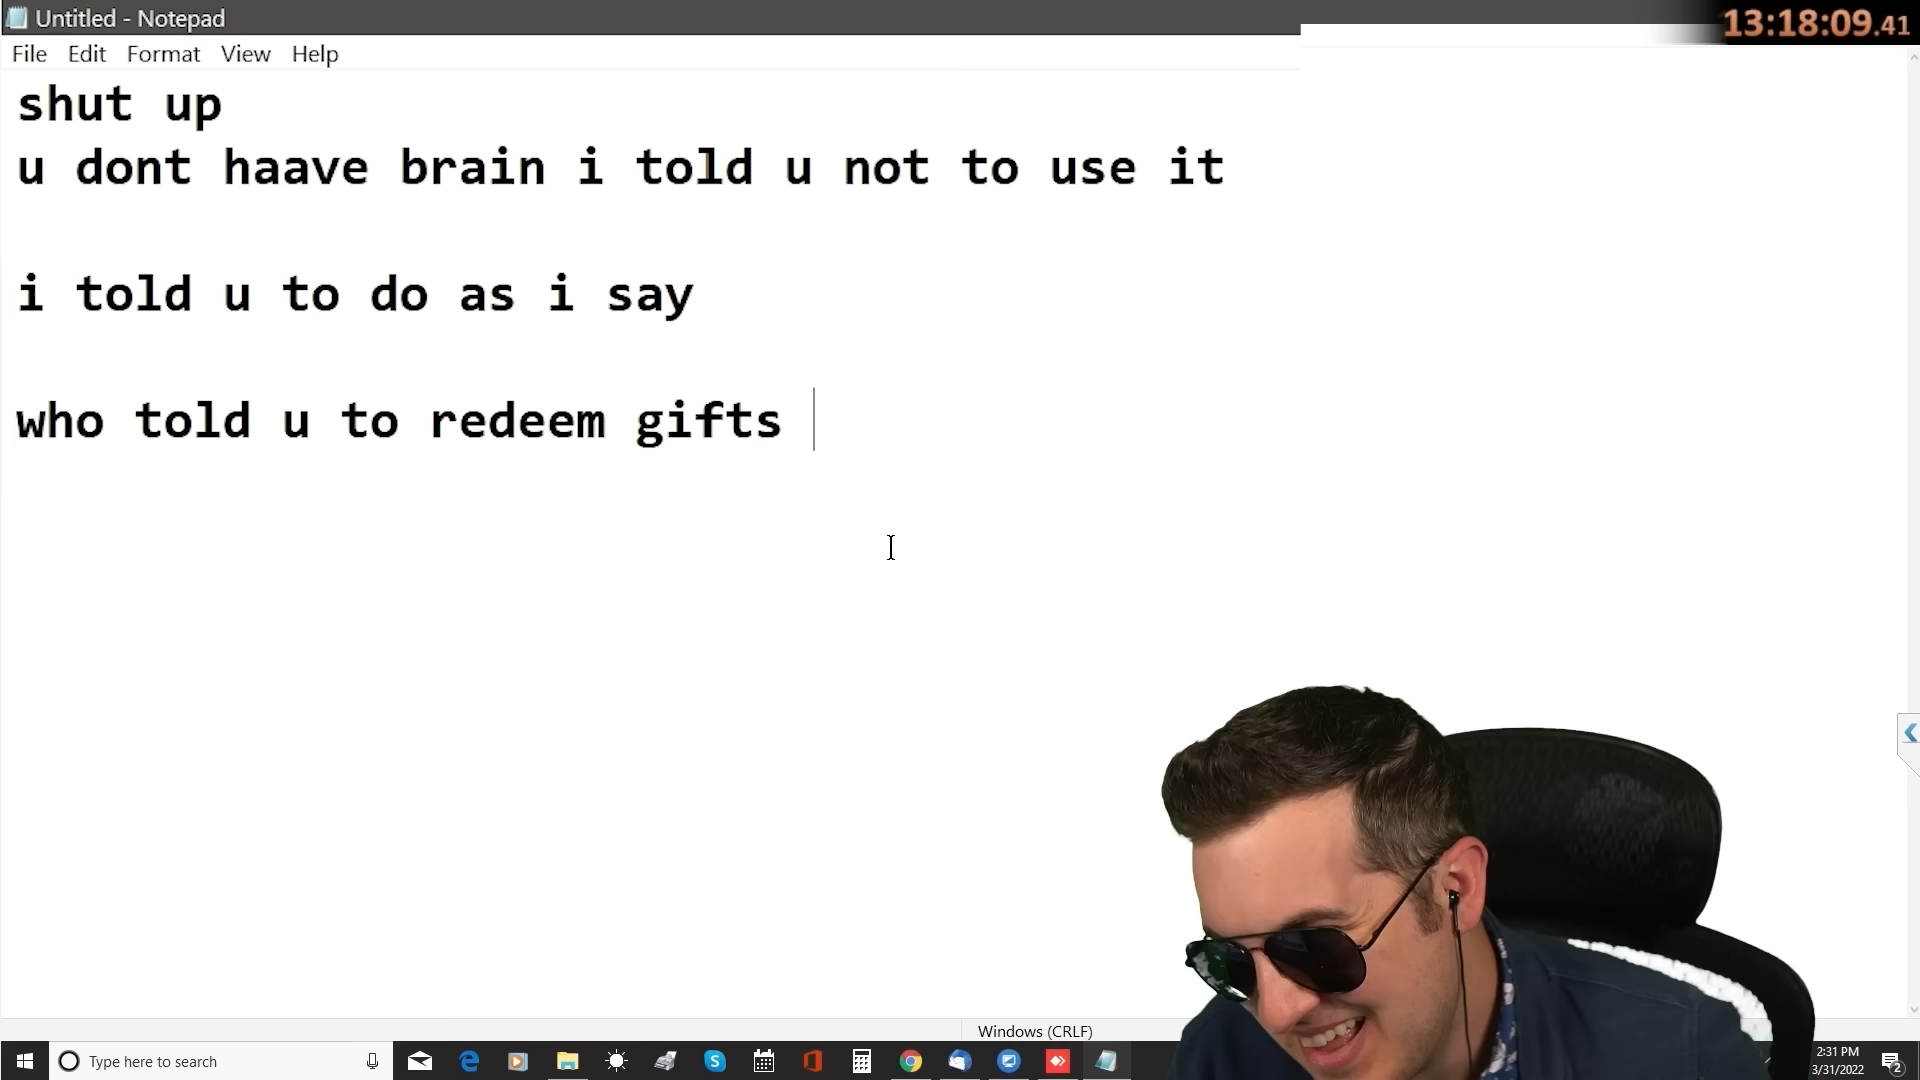 Untitled - Notepad
13:18:09.41
File Edit Format View Help
shut up
u dont haave brain i told u not to use it
i told u to do as i say
who told u to redeem gifts
Windows (CRLF)
Type here to search
2:31 PM
3/31/2022
2